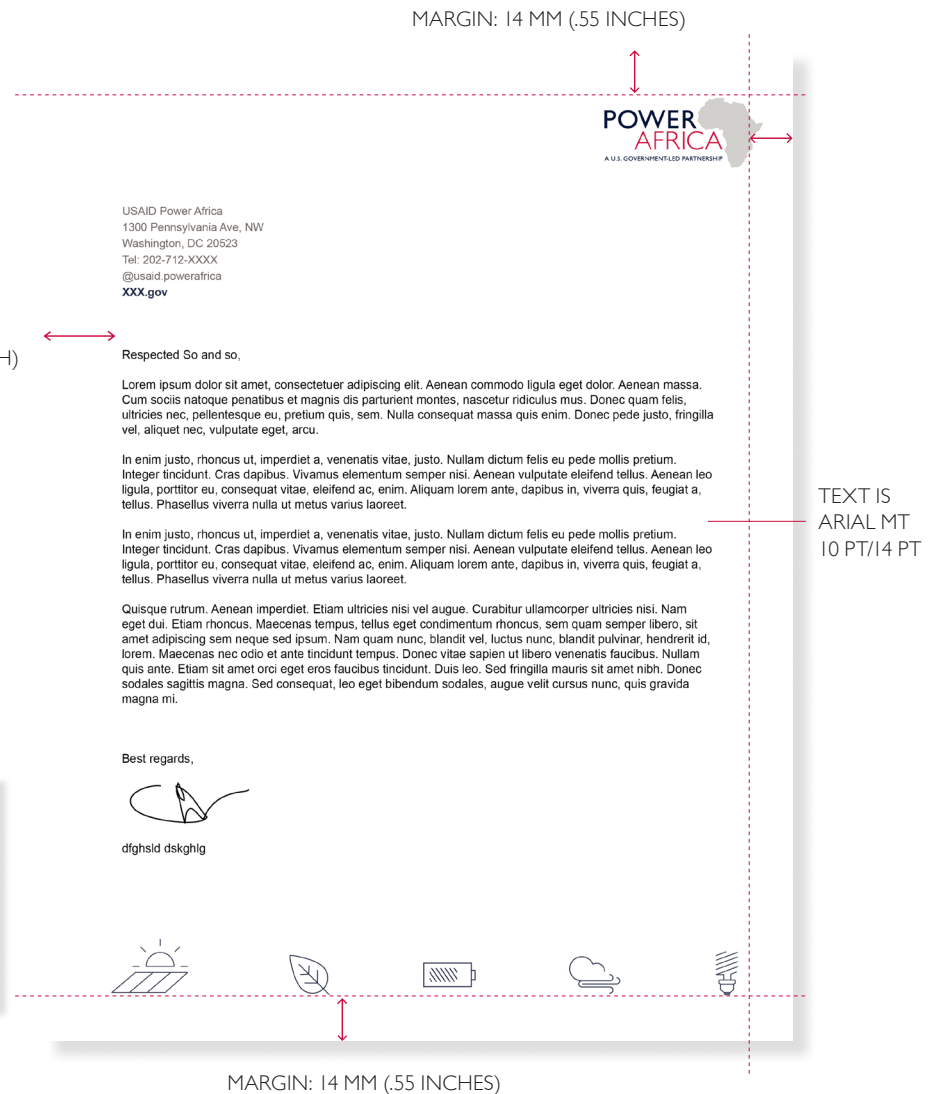 MARGIN: 14 MM (.55 INCHES)
POWER
AFRICA
A U.S. GOVERNMENT-LED PARTNERSHIP
USAID Power Africa
1300 Pennsylvania Ave, NW
Washington, DC 20523
Tel: 202-712-XXXX
@usaid.powerafrica
XXX.gov
H)
Respected So and so,
Lorem ipsum dolor sit amet, consectetuer adipiscing elit. Aenean commodo ligula eget dolor. Aenean massa.
Cum sociis natoque penatibus et magnis dis parturient montes, nascetur ridiculus mus. Donec quam felis,
ultricies nec, pellentesque eu, pretium quis, sem. Nulla consequat massa quis enim. Donec pede justo, fringilla
vel, aliquet nec, vulputate eget, arcu.
In enim justo, rhoncus ut, imperdiet a, venenatis vitae, justo. Nullam dictum felis eu pede mollis pretium.
Integer tincidunt. Cras dapibus. Vivamus elementum semper nisi. Aenean vulputate eleifend tellus. Aenean leo
ligula, porttitor eu, consequat vitae, eleifend ac, enim. Aliquam lorem ante, dapibus in, viverra quis, feugiat a,
tellus. Phasellus viverra nulla ut metus varius laoreet.
In enim justo, rhoncus ut, imperdiet a, venenatis vitae, justo. Nullam dictum felis eu pede mollis pretium.
Integer tincidunt. Cras dapibus. Vivamus elementum semper nisi. Aenean vulputate eleifend tellus. Aenean leo
ligula, porttitor eu, consequat vitae, eleifend ac, enim. Aliquam lorem ante, dapibus in, viverra quis, feugiat a,
tellus. Phasellus viverra nulla ut metus varius laoreet.
TEXT IS
ARIAL MT
10 PT/14 PT
Quisque rutrum. Aenean imperdiet. Etiam ultricies nisi vel augue. Curabitur ullamcorper ultricies nisi. Nam
eget dui. Etiam rhoncus. Maecenas tempus, tellus eget condimentum rhoncus, sem quam semper libero, sit
amet adipiscing sem neque sed ipsum. Nam quam nunc, blandit vel, luctus nunc, blandit pulvinar, hendrerit id,
lorem. Maecenas nec odio et ante tincidunt tempus. Donec vitae sapien ut libero venenatis faucibus. Nullam
quis ante. Etiam sit amet orci eget eros faucibus tincidunt. Duis leo. Sed fringilla mauris sit amet nibh. Donec
sodales sagittis magna. Sed consequat, leo eget bibendum sodales, augue velit cursus nunc, quis gravida
magna mi.
Best regards,
dfghsld dskghlg
MARGIN: 14 MM (.55 INCHES)